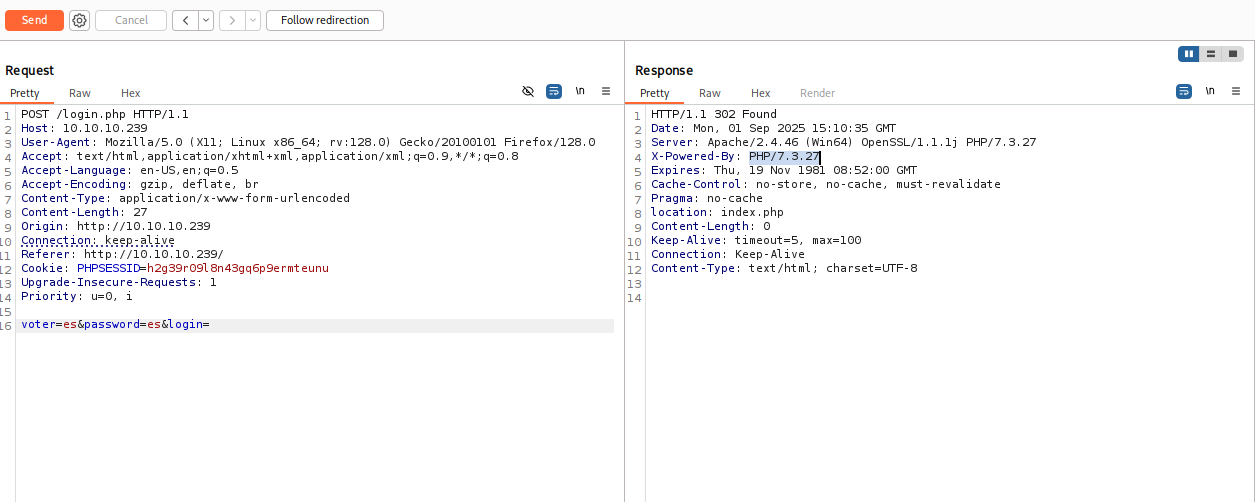 Send Cancel < > Follow redirection
Request
Pretty Raw Hex
\n
1 POST /login.php HTTP/1.1
2 Host: 10.10.10.239
3 User-Agent: Mozilla/5.0 (X11; Linux x86_64; rv:128.0) Gecko/20100101 Firefox/128.0
4 Accept: text/html,application/xhtml+xml,application/xml;q=0.9,*/*;q=0.8
5 Accept-Language: en-US,en;q=0.5
6 Accept-Encoding: gzip, deflate, br
7 Content-Type: application/x-www-form-urlencoded
8 Content-Length: 27
9 Origin: http://10.10.10.239
10 Connection: keep-alive
11 Referer: http://10.10.10.239/
12 Cookie: PHPSESSID=h2g39r09l8n43gq6p9ermteunu
13 Upgrade-Insecure-Requests: 1
14 Priority: u=0, i
15
16 voter=es&password=es&login=
Response
Pretty Raw Hex Render
\n
1 HTTP/1.1 302 Found
2 Date: Mon, 01 Sep 2025 15:10:35 GMT
3 Server: Apache/2.4.46 (Win64) OpenSSL/1.1.1j PHP/7.3.27
4 X-Powered-By: PHP/7.3.27
5 Expires: Thu, 19 Nov 1981 08:52:00 GMT
6 Cache-Control: no-store, no-cache, must-revalidate
7 Pragma: no-cache
8 location: index.php
9 Content-Length: 0
10 Keep-Alive: timeout=5, max=100
11 Connection: Keep-Alive
12 Content-Type: text/html; charset=UTF-8
13
14